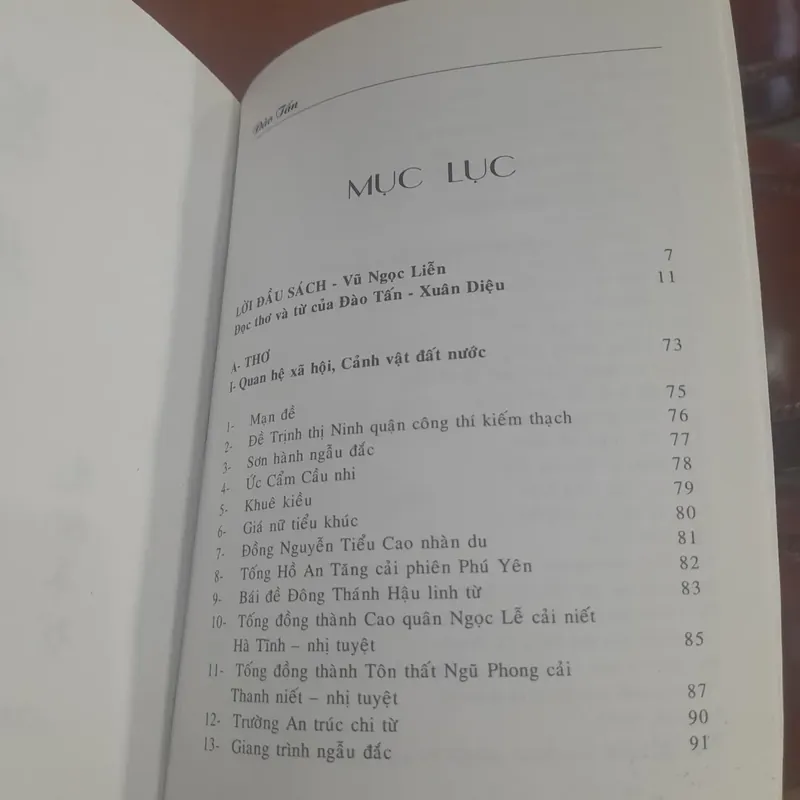 Đào Tấn
MỤC LỤC
LỜI ĐẦU SÁCH - Vũ Ngọc Liễn 7
Đọc thơ và từ của Đào Tấn - Xuân Diệu 11
A- THƠ
I- Quan hệ xã hội, Cảnh vật đất nước 73
1- Mạn đề 75
2- Đề Trịnh thị Ninh quận công thí kiếm thạch 76
3- Sơn hành ngẫu đắc 77
4- Ức Cẩm Cầu nhi 78
5- Khuê kiều 79
6- Giá nữ tiểu khúc 80
7- Đồng Nguyễn Tiểu Cao nhàn du 81
8- Tống Hồ An Tăng cải phiên Phú Yên 82
9- Bái đề Đông Thánh Hậu linh từ 83
10- Tống đồng thành Cao quân Ngọc Lễ cải niết
Hà Tĩnh – nhị tuyệt 85
11- Tống đồng thành Tôn thất Ngũ Phong cải
Thanh niết – nhị tuyệt 87
12- Trường An trúc chi từ 90
13- Giang trình ngẫu đắc 91